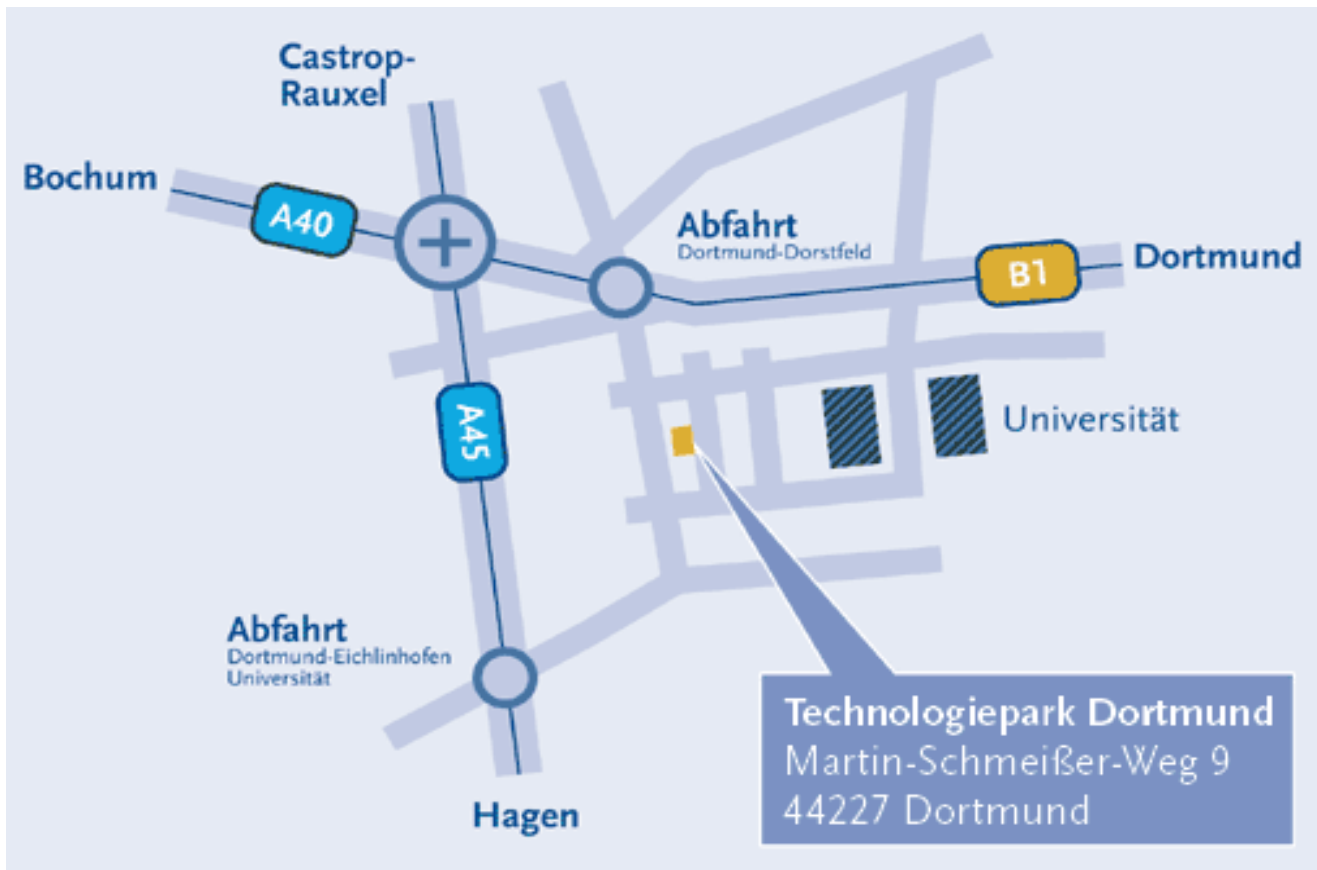 Castrop-
Rauxel
Bochum
A40
Abfahrt
Dortmund-Dorstfeld
B1
Dortmund
A45
Universität
Abfahrt
Dortmund-Eichlinhofen
Universität
Technologiepark Dortmund
Martin-Schmeißer-Weg 9
44227 Dortmund
Hagen